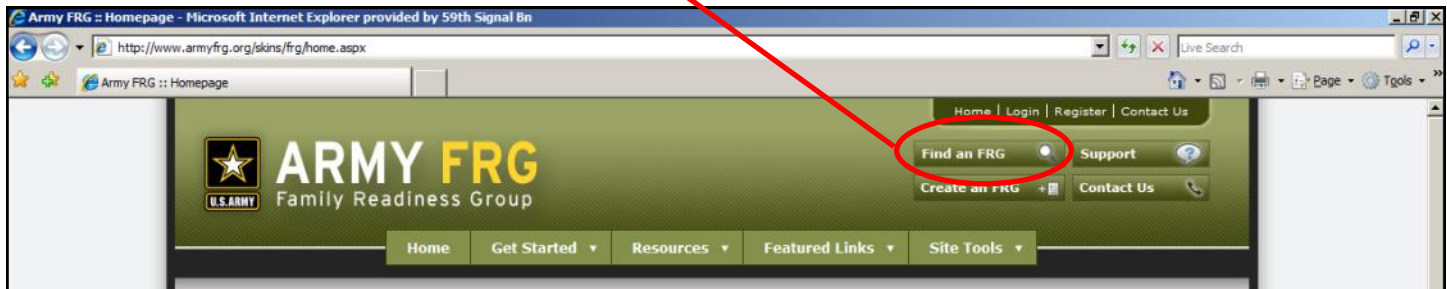 Army FRG :: Homepage - Microsoft Internet Explorer provided by 59th Signal Bn
http://www.armyfrg.org/skins/frg/home.aspx
Live Search
Army FRG :: Homepage
Page
Tools
Home | Login | Register | Contact Us
Find an FRG
Support
Create an FRG
Contact Us
U.S.ARMY
ARMY FRG
Family Readiness Group
Home
Get Started
Resources
Featured Links
Site Tools